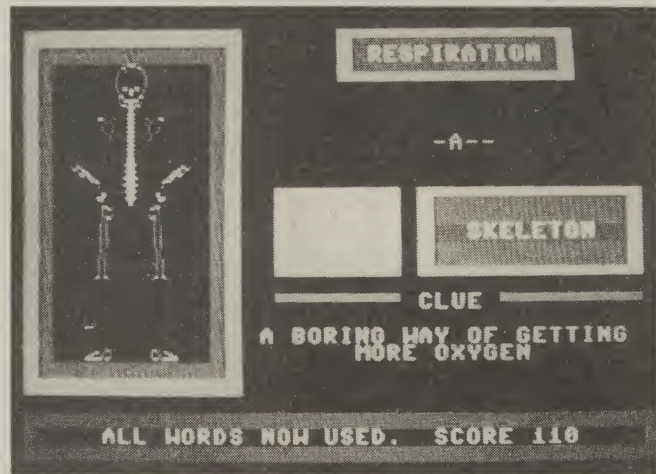 RESPIRATION
-A--
SKELETON
CLUE
A BORING WAY OF GETTING
MORE OXYGEN
ALL WORDS NOW USED. SCORE 110